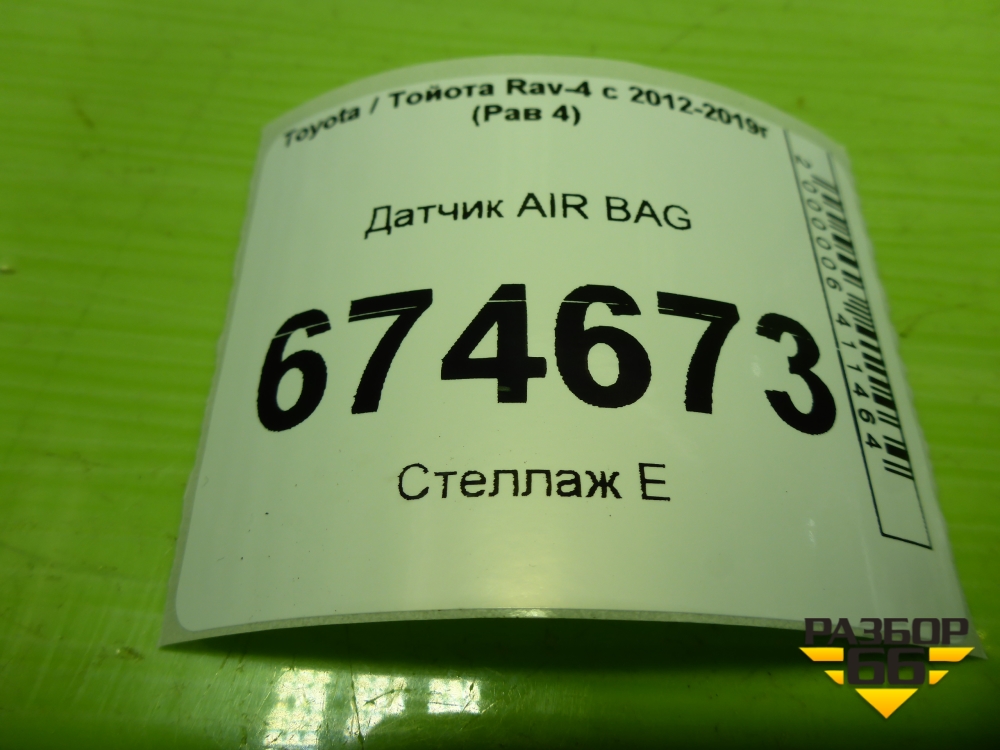 Toyota / Тойота Rav-4 с 2012-2019г
(Рав 4)
Датчик AIR BAG
674673
Стеллаж Е
2000006411464
РАЗБОР
66